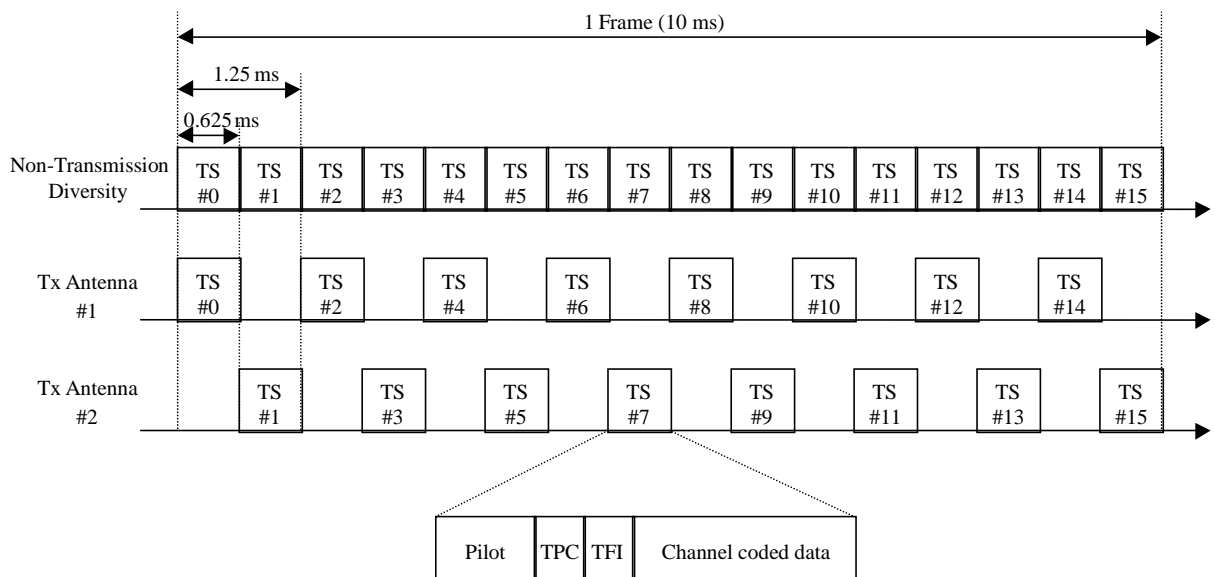 1 Frame (10 ms)
1.25 ms
0.625 ms
Non-Transmission
Diversity
TS TS TS TS TS TS TS TS TS TS TS TS TS TS TS TS
#0 #1 #2 #3 #4 #5 #6 #7 #8 #9 #10 #11 #12 #13 #14 #15
Tx Antenna
#1
TS TS TS TS TS TS TS TS
#0 #2 #4 #6 #8 #10 #12 #14
Tx Antenna
#2
TS TS TS TS TS TS TS TS
#1 #3 #5 #7 #9 #11 #13 #15
Pilot TPC TFI Channel coded data